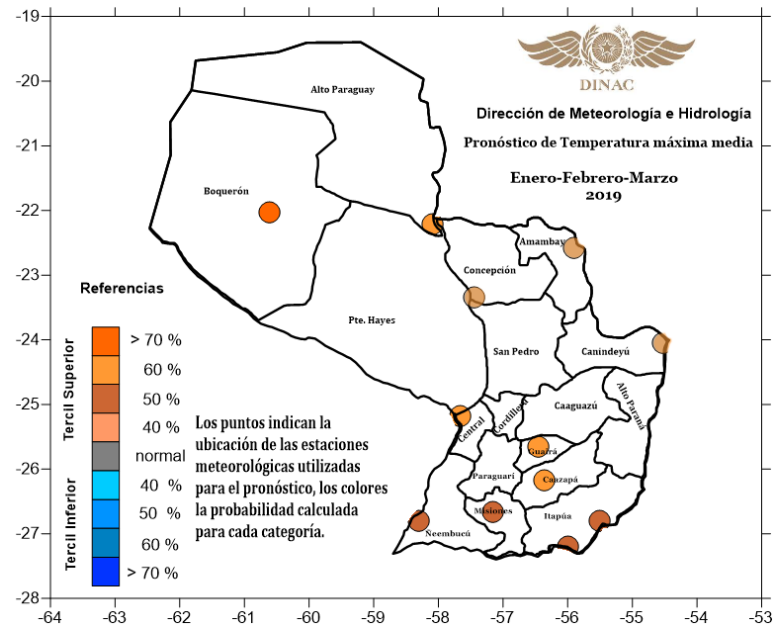 DINAC
Dirección de Meteorología e Hidrología
Pronóstico de Temperatura máxima media
Enero-Febrero-Marzo
2019
-19
-20
-21
-22
-23
-24
-25
-26
-27
-28
Alto Paraguay
Boquerón
Amambay
Concepción
Pte. Hayes
San Pedro
Canindeyú
Alto Paraná
Caaguazú
Cordillera
Central
Guairá
Paraguarí
Caazapá
Misiones
Itapúa
Ñeembucú
Referencias
Tercil Superior
> 70 %
60 %
50 %
40 %
normal
Tercil Inferior
40 %
50 %
60 %
> 70 %
Los puntos indican la
ubicación de las estaciones
meteorológicas utilizadas
para el pronóstico, los colores
la probabilidad calculada
para cada categoría.
-64
-63
-62
-61
-60
-59
-58
-57
-56
-55
-54
-53